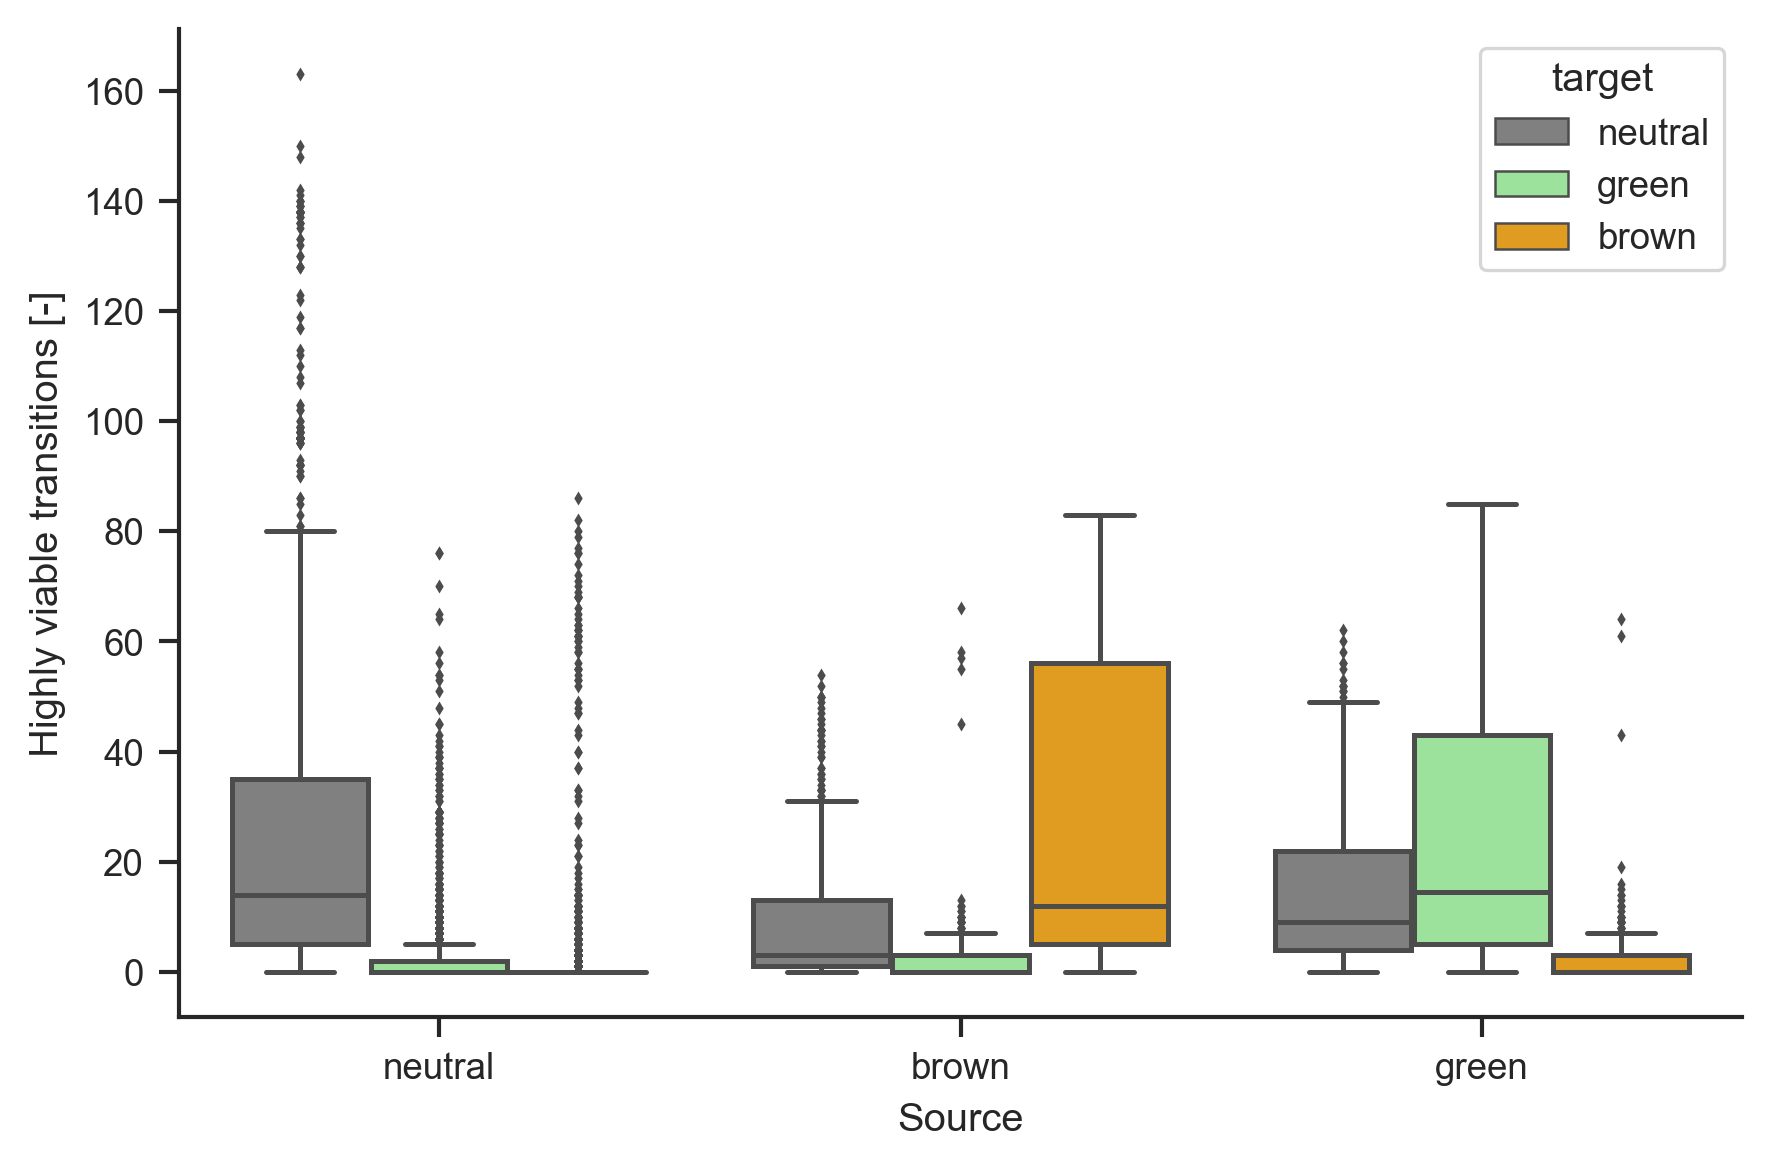 Highly viable transitions [-]
160
140
120
100
80
60
40
20
0
target
neutral
green
brown
neutral
brown
green
Source